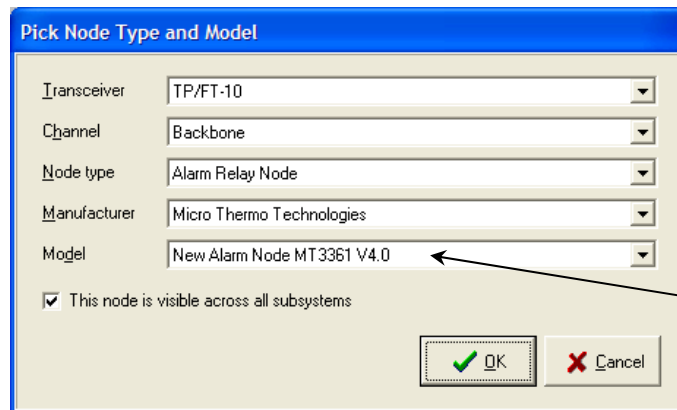 Pick Node Type and Model
Transceiver TP/FT-10
Channel Backbone
Node type Alarm Relay Node
Manufacturer Micro Thermo Technologies
Model New Alarm Node MT3361 V4.0
This node is visible across all subsystems
OK Cancel